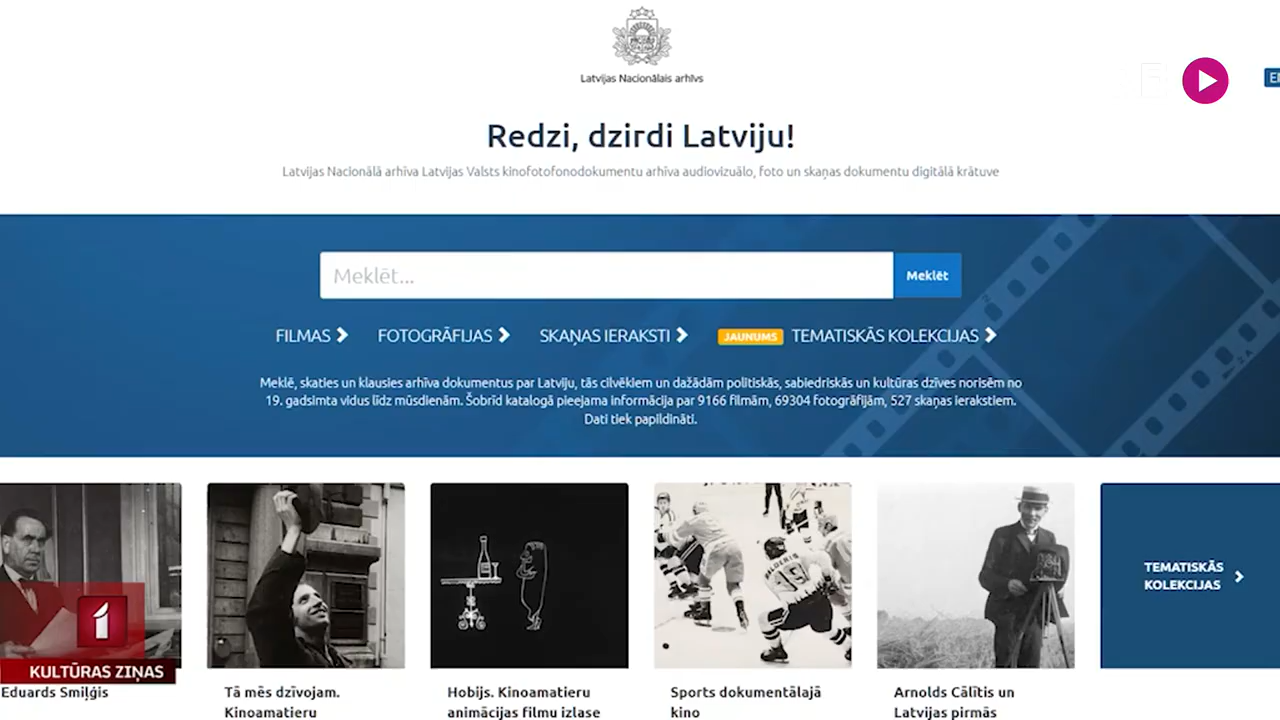 Latvijas Nacionālais arhīvs
Redzi, dzirdi Latviju!
Latvijas Nacionālā arhīva Latvijas Valsts kinofotofonodokumentu arhīva audiovizuālo, foto un skaņas dokumentu digitālā krātuve
Meklēt...
Meklēt
FILMAS
FOTOGRĀFIJAS
SKAŅAS IERAKSTI
JAUNUMS TEMATISKĀS KOLEKCIJAS
Meklē, skaties un klausies arhīva dokumentus par Latviju, tās cilvēkiem un dažādām politiskās, sabiedriskās un kultūras dzīves norisēm no
19. gadsimta vidus līdz mūsdienām. Šobrīd katalogā pieejama informācija par 9166 filmām, 69304 fotogrāfijām, 527 skaņas ierakstiem.
Dati tiek papildināti.
BALDERIS
19
TEMATISKĀS
KOLEKCIJAS
1
KULTŪRAS ZIŅAS
Eduards Smiļģis
Tā mēs dzīvojam.
Kinoamatieru
Hobijs. Kinoamatieru
animācijas filmu izlase
Sports dokumentālajā
kino
Arnolds Cālītis un
Latvijas pirmās